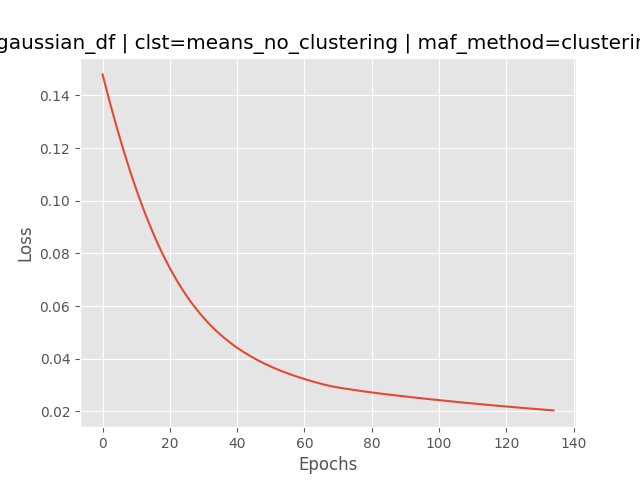 gaussian_df | clst=means_no_clustering | maf_method=clusterin
0.14
0.12
0.10
0.08
0.06
0.04
0.02
Loss
0 20 40 60 80 100 120 140
Epochs